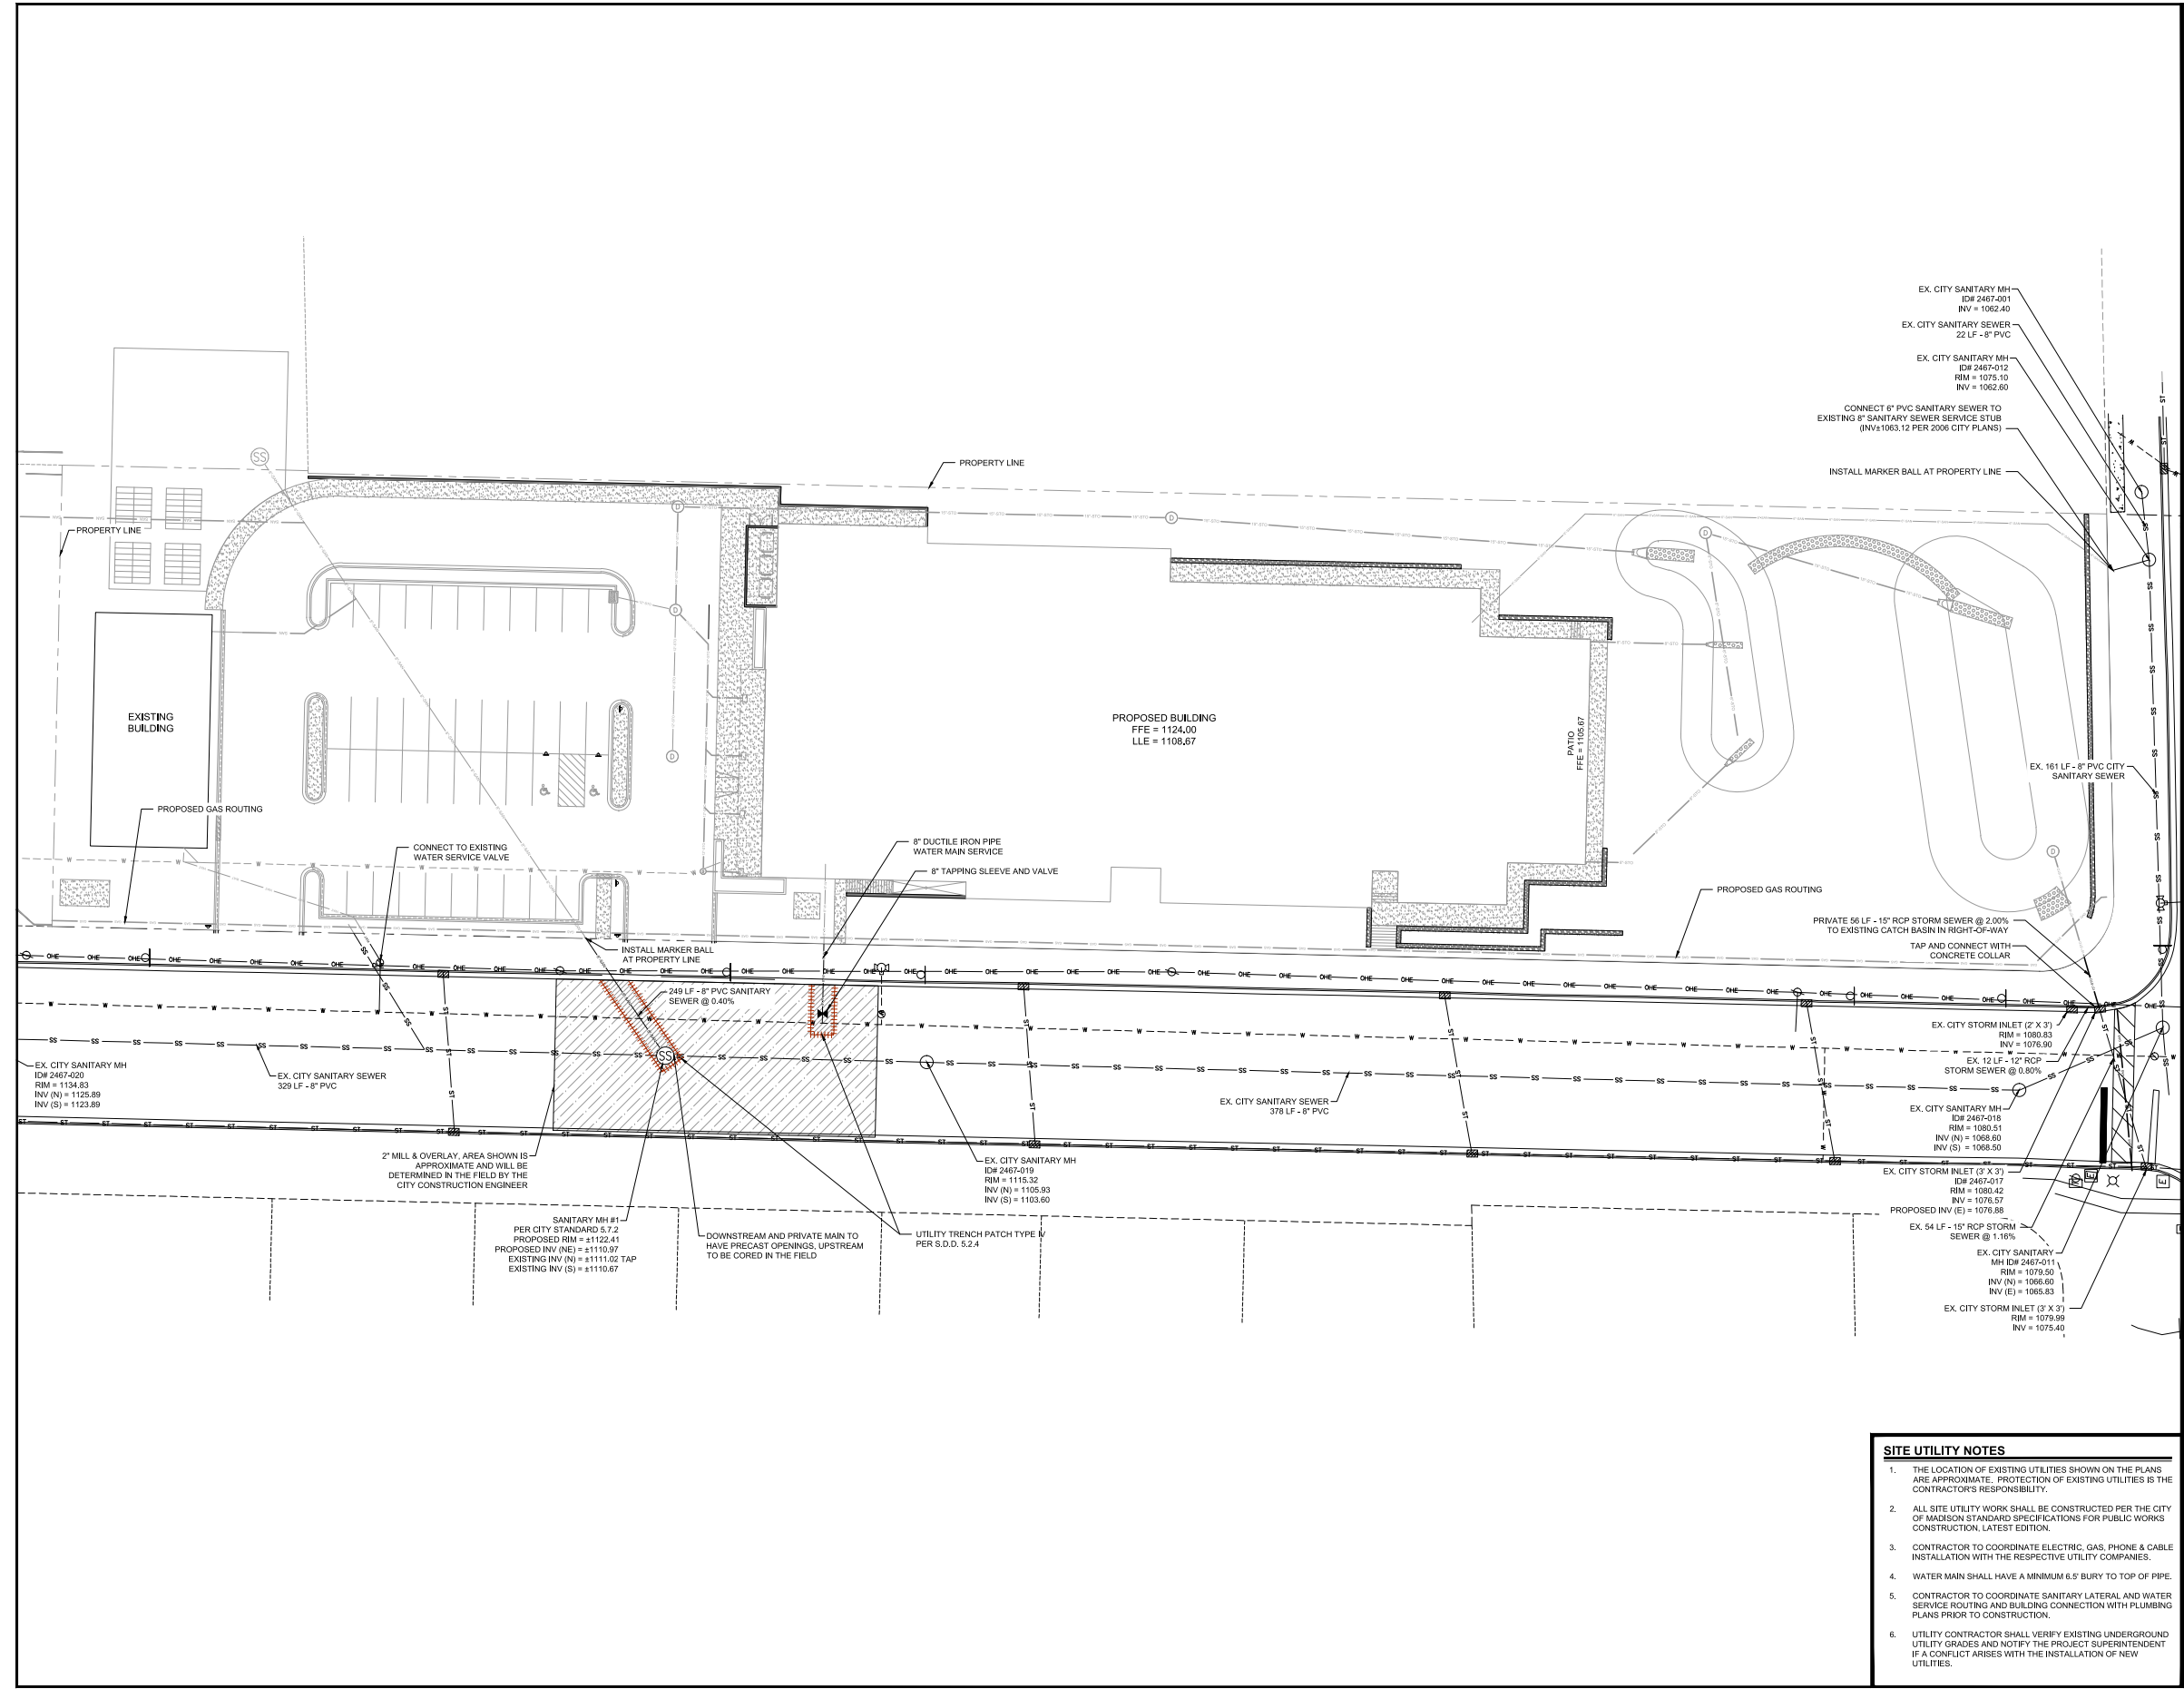 EX. CITY SANITARY MH
ID# 2467-001
INV = 1062.40
EX. CITY SANITARY SEWER
22 LF - 8" PVC
EX. CITY SANITARY MH
ID# 2467-012
RIM = 1075.10
INV = 1062.60
CONNECT 6" PVC SANITARY SEWER TO
EXISTING 8" SANITARY SEWER SERVICE STUB
(INV±1063.12 PER 2006 CITY PLANS)
INSTALL MARKER BALL AT PROPERTY LINE
PROPERTY LINE
PROPERTY LINE
SS
D
D
D
D
D
D
EXISTING
BUILDING
PROPOSED BUILDING
FFE = 1124.00
LLE = 1108.67
PATIO
FFE = 1105.67
EX. 161 LF - 8" PVC CITY
SANITARY SEWER
PROPOSED GAS ROUTING
CONNECT TO EXISTING
WATER SERVICE VALVE
8" DUCTILE IRON PIPE
WATER MAIN SERVICE
8" TAPPING SLEEVE AND VALVE
PROPOSED GAS ROUTING
PRIVATE 56 LF - 15" RCP STORM SEWER @ 2.00%
TO EXISTING CATCH BASIN IN RIGHT-OF-WAY
TAP AND CONNECT WITH
CONCRETE COLLAR
INSTALL MARKER BALL
AT PROPERTY LINE
249 LF - 8" PVC SANITARY
SEWER @ 0.40%
SS
EX. CITY SANITARY MH
ID# 2467-020
RIM = 1134.83
INV (N) = 1125.89
INV (S) = 1123.89
EX. CITY SANITARY SEWER
329 LF - 8" PVC
EX. CITY SANITARY SEWER
378 LF - 8" PVC
EX. CITY STORM INLET (2' X 3')
RIM = 1080.83
INV = 1076.90
EX. 12 LF - 12" RCP
STORM SEWER @ 0.80%
EX. CITY SANITARY MH
ID# 2467-018
RIM = 1080.51
INV (N) = 1068.60
INV (S) = 1068.50
EX. CITY STORM INLET (3' X 3')
ID# 2467-017
RIM = 1080.42
INV = 1076.57
PROPOSED INV (E) = 1076.88
EX. 54 LF - 15" RCP STORM
SEWER @ 1.16%
EX. CITY SANITARY
MH ID# 2467-011
RIM = 1079.50
INV (N) = 1066.60
INV (E) = 1065.83
EX. CITY STORM INLET (3' X 3')
RIM = 1079.99
INV = 1075.40
2" MILL & OVERLAY, AREA SHOWN IS
APPROXIMATE AND WILL BE
DETERMINED IN THE FIELD BY THE
CITY CONSTRUCTION ENGINEER
EX. CITY SANITARY MH
ID# 2467-019
RIM = 1115.32
INV (N) = 1105.93
INV (S) = 1103.60
SANITARY MH #1
PER CITY STANDARD 5.7.2
PROPOSED RIM = ±1122.41
PROPOSED INV (NE) = ±1110.97
EXISTING INV (N) = ±1111.02 TAP
EXISTING INV (S) = ±1110.67
DOWNSTREAM AND PRIVATE MAIN TO
HAVE PRECAST OPENINGS, UPSTREAM
TO BE CORED IN THE FIELD
UTILITY TRENCH PATCH TYPE IV
PER S.D.D. 5.2.4
SITE UTILITY NOTES
1. THE LOCATION OF EXISTING UTILITIES SHOWN ON THE PLANS
ARE APPROXIMATE. PROTECTION OF EXISTING UTILITIES IS THE
CONTRACTOR'S RESPONSIBILITY.
2. ALL SITE UTILITY WORK SHALL BE CONSTRUCTED PER THE CITY
OF MADISON STANDARD SPECIFICATIONS FOR PUBLIC WORKS
CONSTRUCTION, LATEST EDITION.
3. CONTRACTOR TO COORDINATE ELECTRIC, GAS, PHONE & CABLE
INSTALLATION WITH THE RESPECTIVE UTILITY COMPANIES.
4. WATER MAIN SHALL HAVE A MINIMUM 6.5' BURY TO TOP OF PIPE.
5. CONTRACTOR TO COORDINATE SANITARY LATERAL AND WATER
SERVICE ROUTING AND BUILDING CONNECTION WITH PLUMBING
PLANS PRIOR TO CONSTRUCTION.
6. UTILITY CONTRACTOR SHALL VERIFY EXISTING UNDERGROUND
UTILITY GRADES AND NOTIFY THE PROJECT SUPERINTENDENT
IF A CONFLICT ARISES WITH THE INSTALLATION OF NEW
UTILITIES.